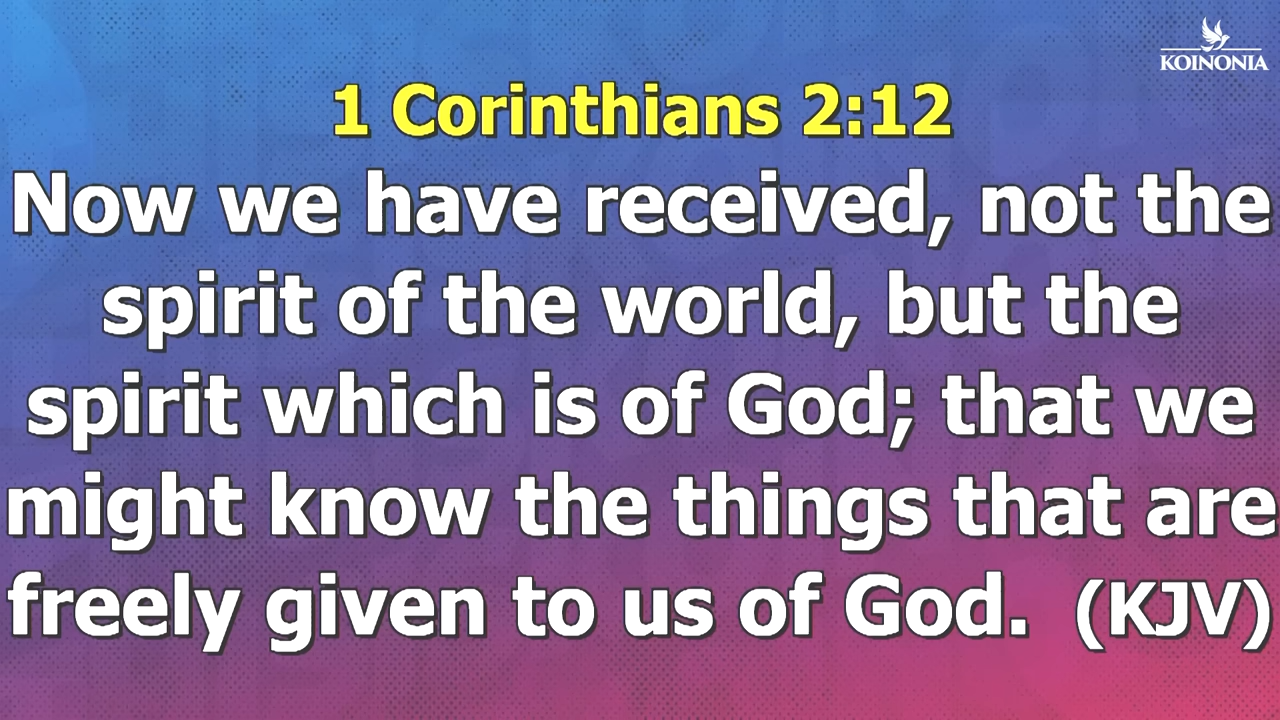 KOINONIA
1 Corinthians 2:12
Now we have received, not the
spirit of the world, but the
spirit which is of God; that we
might know the things that are
freely given to us of God.  (KJV)